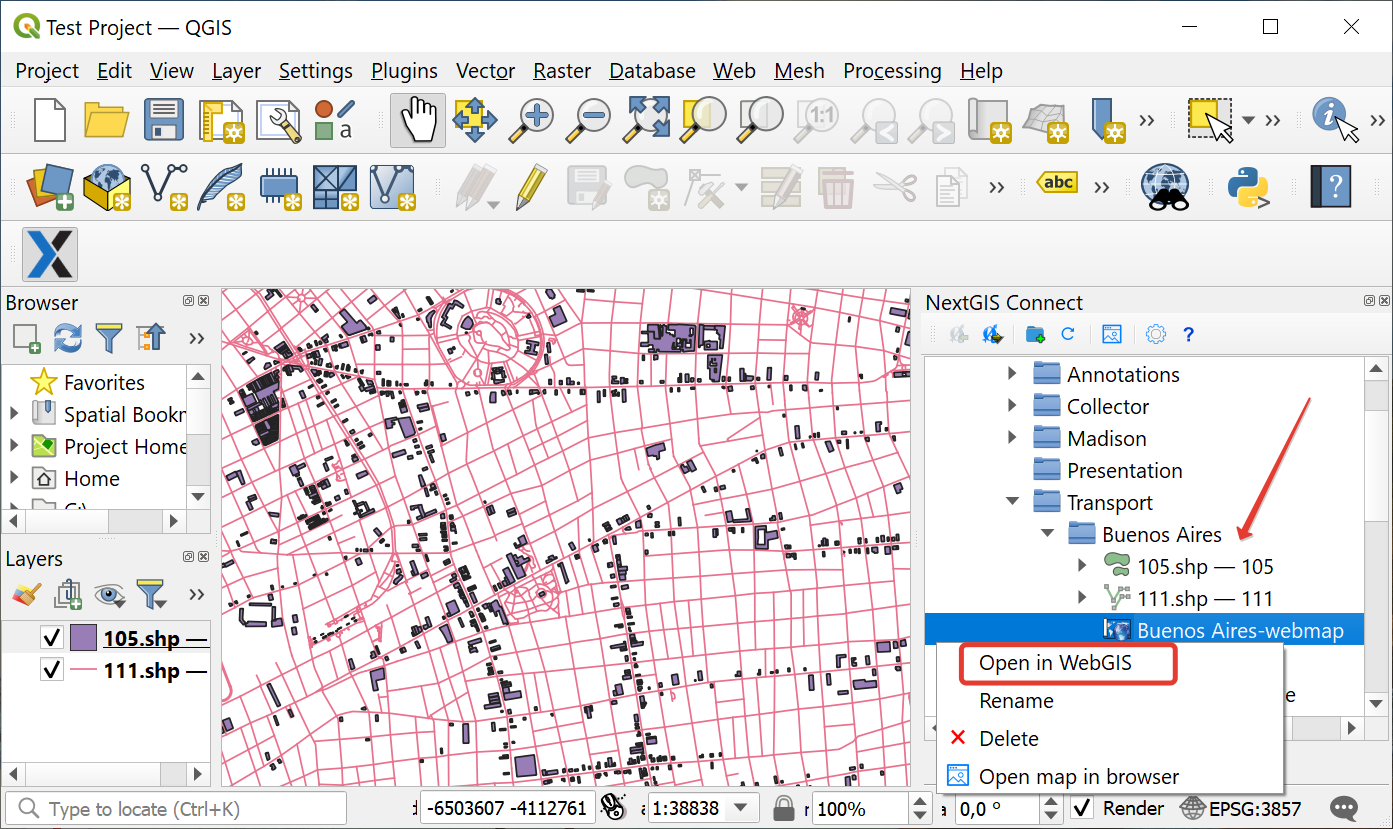 Test Project — QGIS
Project Edit View Layer Settings Plugins Vector Raster Database Web Mesh Processing Help
a
1:1
abc
?
Browser
Favorites
Spatial Bookm
Project Home
Home
Layers
105.shp —
111.shp —
NextGIS Connect
?
Annotations
Collector
Madison
Presentation
Transport
Buenos Aires
105.shp — 105
111.shp — 111
Buenos Aires-webmap
Open in WebGIS
Rename
e
Delete
Open map in browser
Type to locate (Ctrl+K)
-6503607 -4112761
1:38838
100%
0,0 °
Render
EPSG:3857